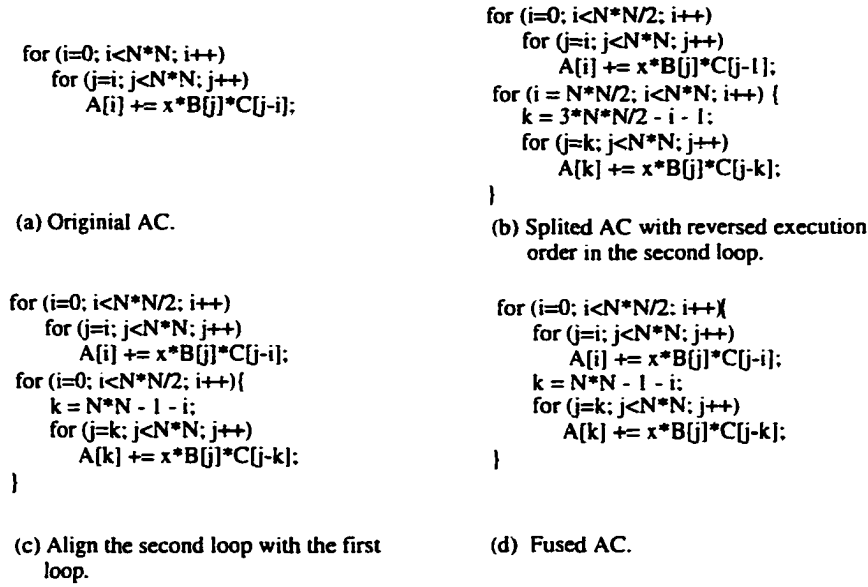 for (i=0; i<N*N; i++)
for (j=i; j<N*N; j++)
A[i] += x*B[j]*C[j-i];
(a) Originial AC.
for (i=0; i<N*N/2; i++)
for (j=i; j<N*N; j++)
A[i] += x*B[j]*C[j-1];
for (i = N*N/2; i<N*N; i++) {
k = 3*N*N/2 - i - 1;
for (j=k; j<N*N; j++)
A[k] += x*B[j]*C[j-k];
}
(b) Splited AC with reversed execution
order in the second loop.
for (i=0; i<N*N/2; i++)
for (j=i; j<N*N; j++)
A[i] += x*B[j]*C[j-i];
for (i=0; i<N*N/2; i++){
k = N*N - 1 - i;
for (j=k; j<N*N; j++)
A[k] += x*B[j]*C[j-k];
}
(c) Align the second loop with the first
loop.
for (i=0; i<N*N/2; i++){
for (j=i; j<N*N; j++)
A[i] += x*B[j]*C[j-i];
k = N*N - 1 - i;
for (j=k; j<N*N; j++)
A[k] += x*B[j]*C[j-k];
}
(d) Fused AC.